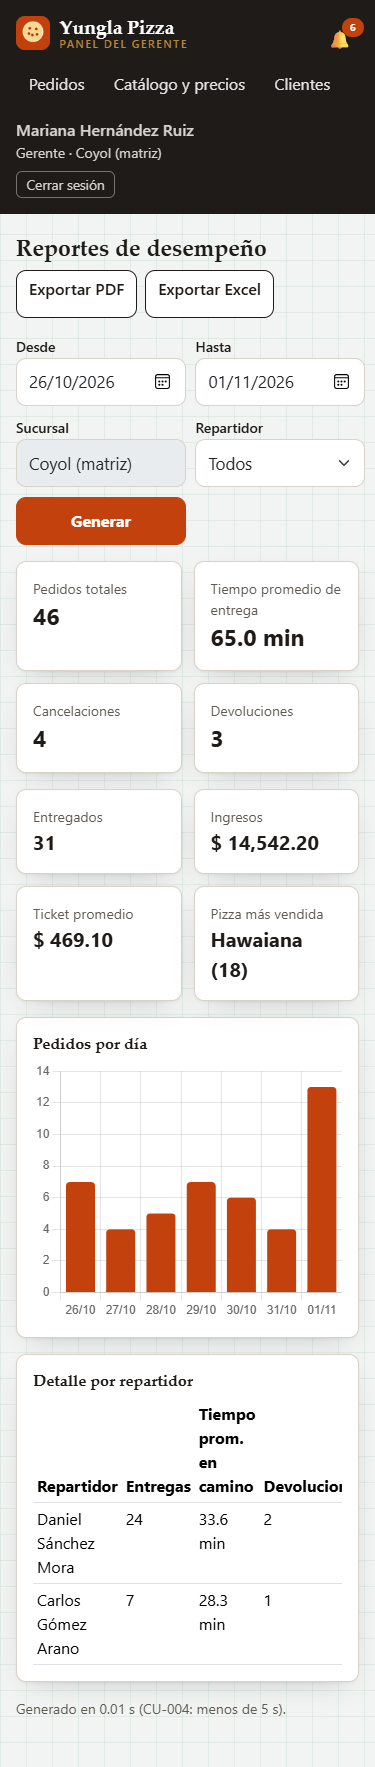 Yungla Pizza
PANEL DEL GERENTE
6
Pedidos Catálogo y precios Clientes
Mariana Hernández Ruiz
Gerente · Coyol (matriz)
Cerrar sesión
Reportes de desempeño
Exportar PDF Exportar Excel
Desde Hasta
26/10/2026 01/11/2026
Sucursal Repartidor
Coyol (matriz) Todos
Generar
Pedidos totales
46
Tiempo promedio de
entrega
65.0 min
Cancelaciones
4
Devoluciones
3
Entregados
31
Ingresos
$ 14,542.20
Ticket promedio
$ 469.10
Pizza más vendida
Hawaiana
(18)
Pedidos por día
14
12
10
8
6
4
2
0
26/10 27/10 28/10 29/10 30/10 31/10 01/11
Detalle por repartidor
Tiempo
prom.
en
Repartidor Entregas camino Devolucion
Daniel 24 33.6 2
Sánchez min
Mora
Carlos 7 28.3 1
Gómez min
Arano
Generado en 0.01 s (CU-004: menos de 5 s).